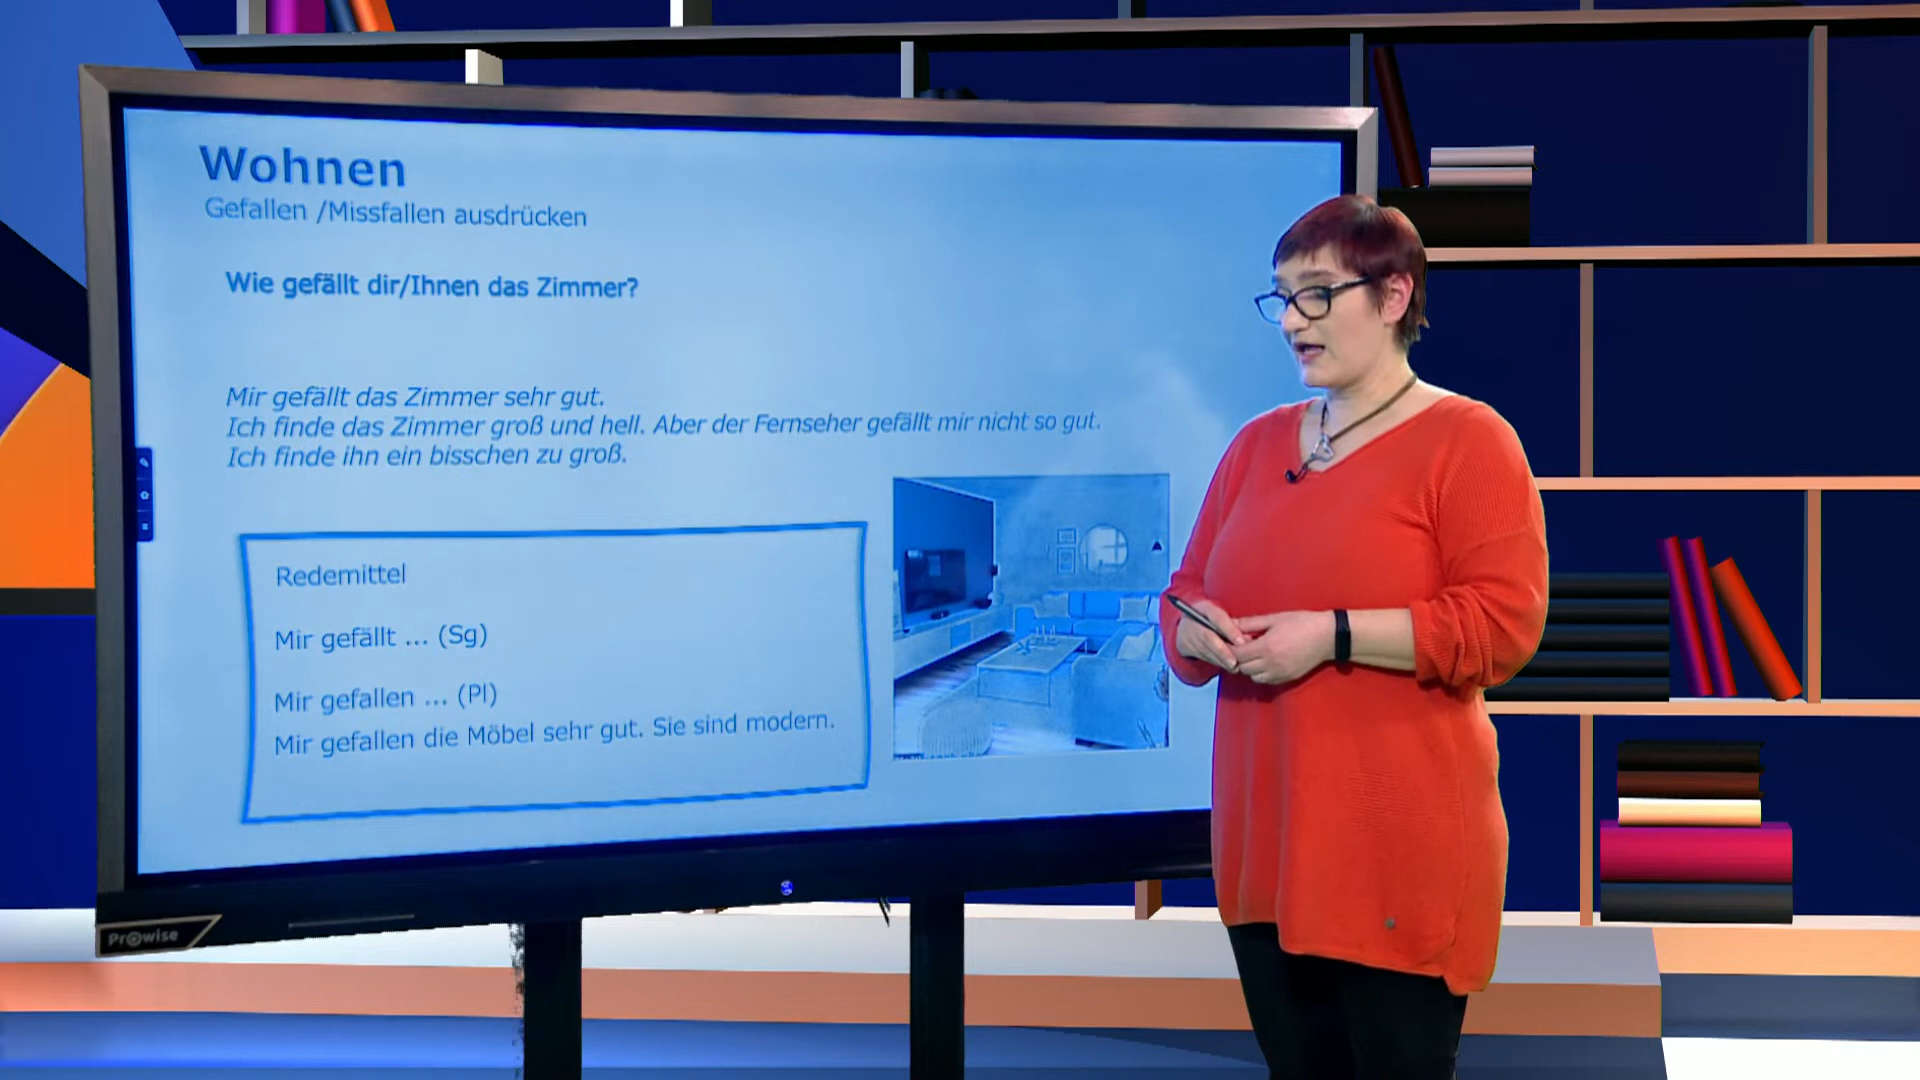 Wohnen
Gefallen /Missfallen ausdrücken
Wie gefällt dir/Ihnen das Zimmer?
Mir gefällt das Zimmer sehr gut.
Ich finde das Zimmer groß und hell. Aber der Fernseher gefällt mir nicht so gut.
Ich finde ihn ein bisschen zu groß.
Redemittel
Mir gefällt ... (Sg)
Mir gefallen ... (Pl)
Mir gefallen die Möbel sehr gut. Sie sind modern.
Prowise